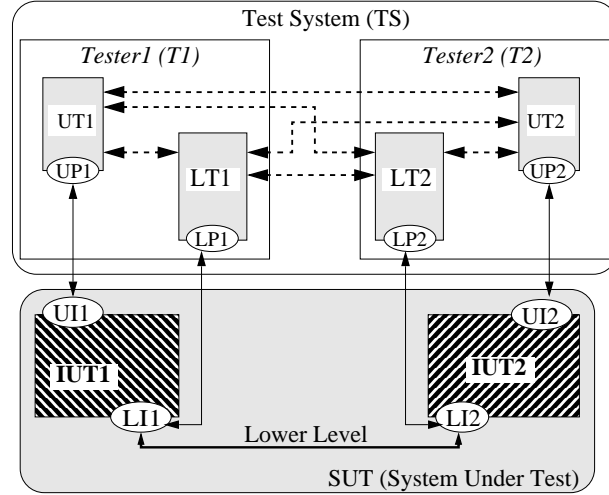 Test System (TS)
Tester1 (T1)
Tester2 (T2)
UT1
UT2
UP1
LT1
LT2
UP2
LP1
LP2
UI1
UI2
IUT1
IUT2
LI1
LI2
Lower Level
SUT (System Under Test)